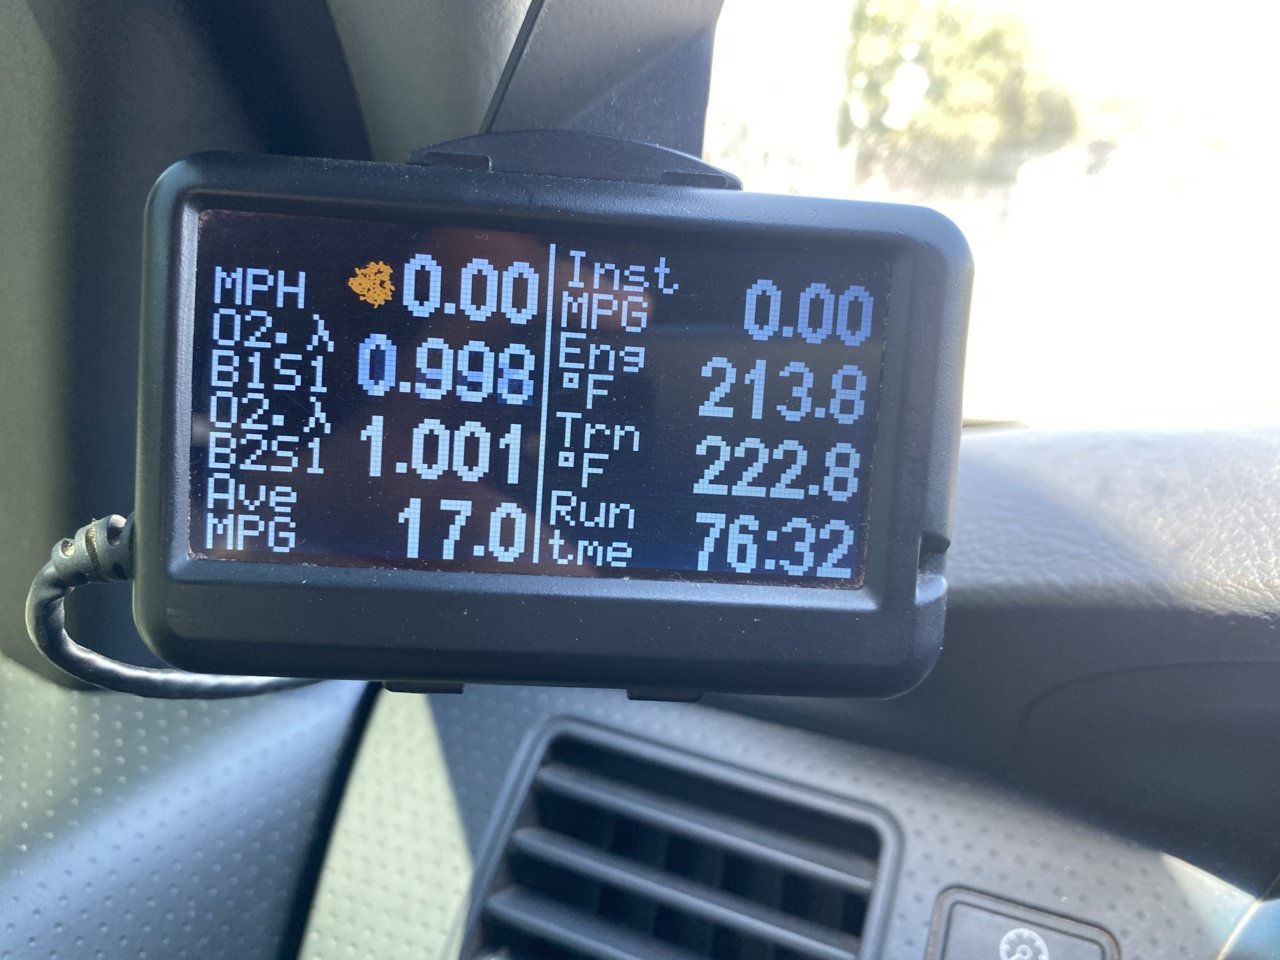 MPH 0.00
O2.λ
B1S1 0.998
O2.λ
B2S1 1.001
Ave
MPG 17.0
Inst
MPG 0.00
Eng
°F 213.8
Trn
°F 222.8
Run
tme 76:32